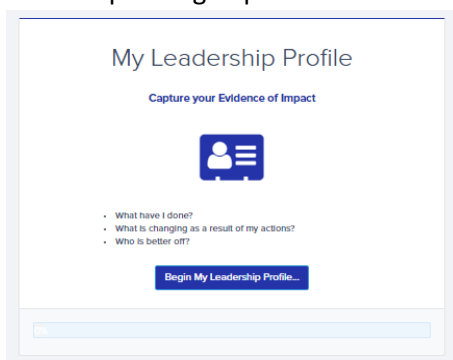 My Leadership Profile
Capture your Evidence of Impact
• What have I done?
• What is changing as a result of my actions?
• Who is better off?
Begin My Leadership Profile...